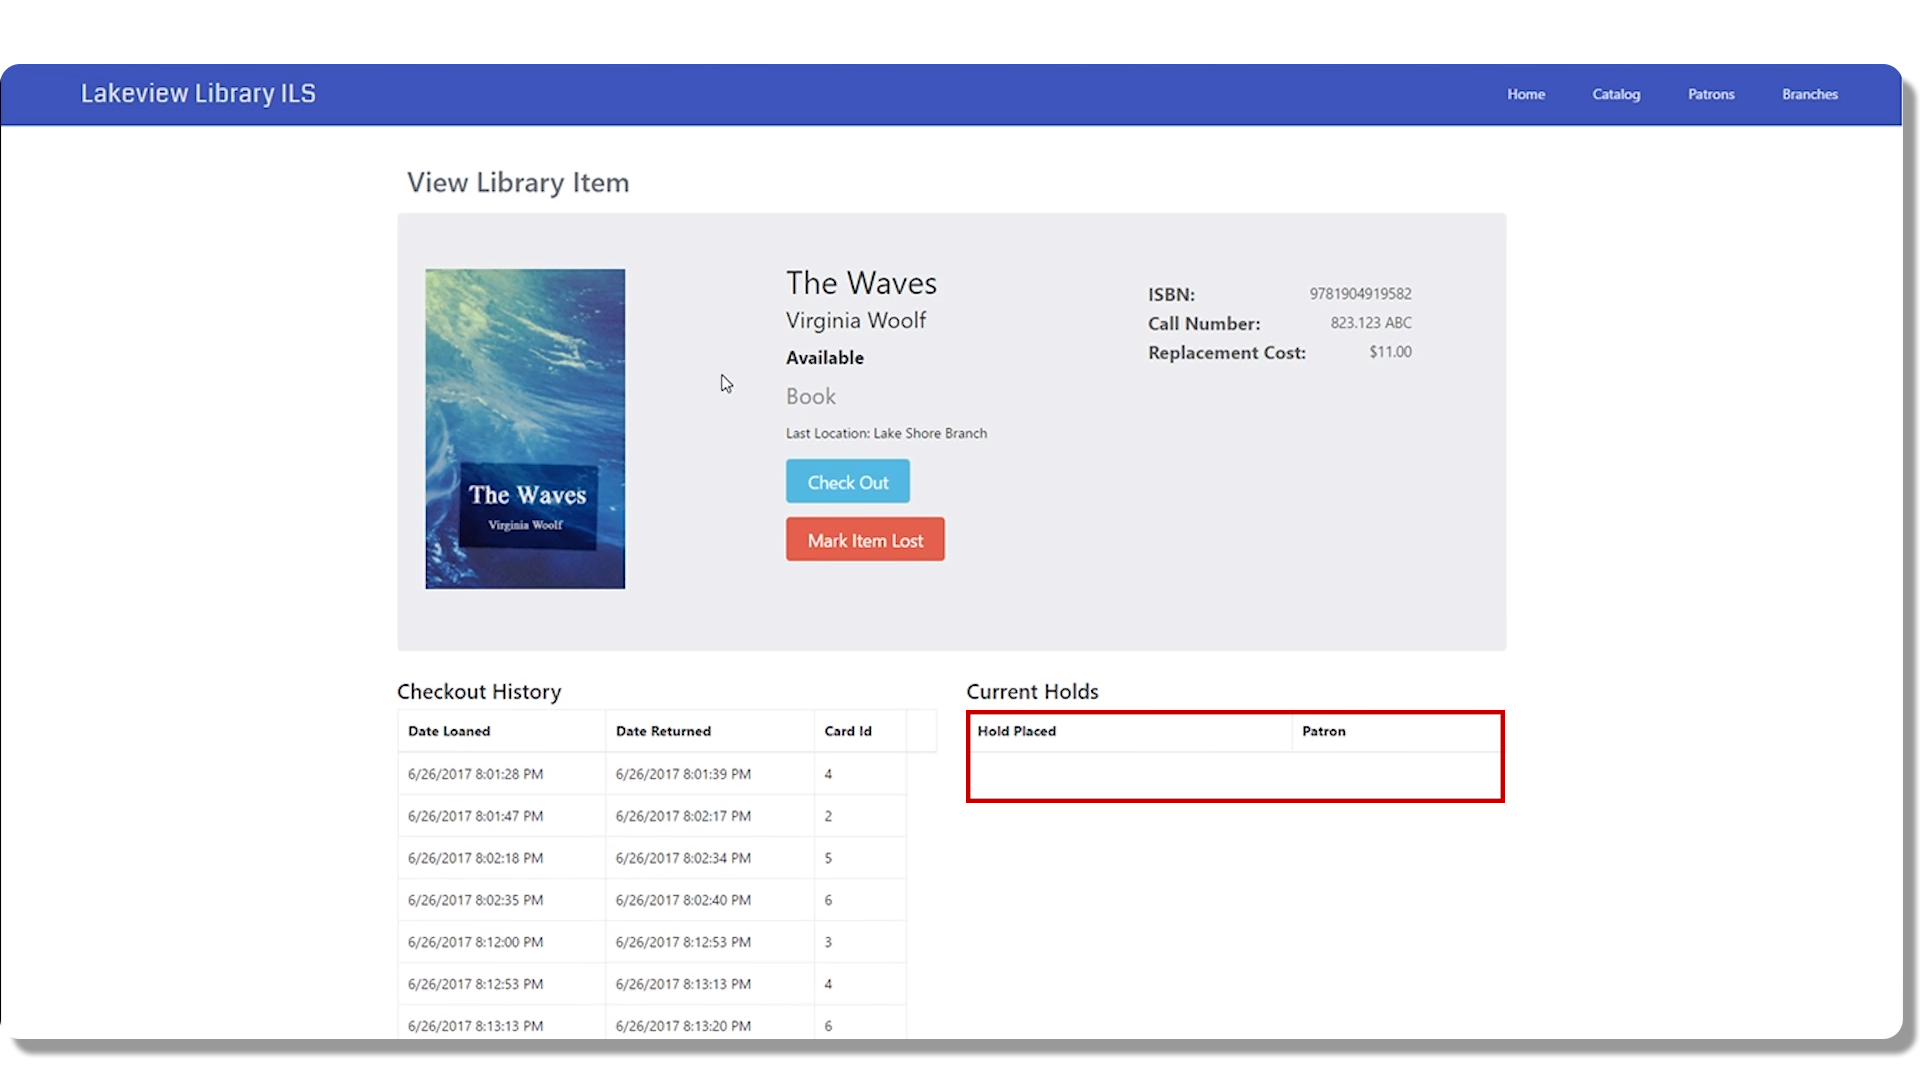 Lakeview Library ILS
Home Catalog Patrons Branches
View Library Item
The Waves
Virginia Woolf
The Waves
Virginia Woolf
Available
Book
Last Location: Lake Shore Branch
Check Out
Mark Item Lost
ISBN: 9781904919582
Call Number: 823.123 ABC
Replacement Cost: $11.00
Checkout History
Date Loaned Date Returned Card Id
6/26/2017 8:01:28 PM 6/26/2017 8:01:39 PM 4
6/26/2017 8:01:47 PM 6/26/2017 8:02:17 PM 2
6/26/2017 8:02:18 PM 6/26/2017 8:02:34 PM 5
6/26/2017 8:02:35 PM 6/26/2017 8:02:40 PM 6
6/26/2017 8:12:00 PM 6/26/2017 8:12:53 PM 3
6/26/2017 8:12:53 PM 6/26/2017 8:13:13 PM 4
6/26/2017 8:13:13 PM 6/26/2017 8:13:20 PM 6
Current Holds
Hold Placed Patron